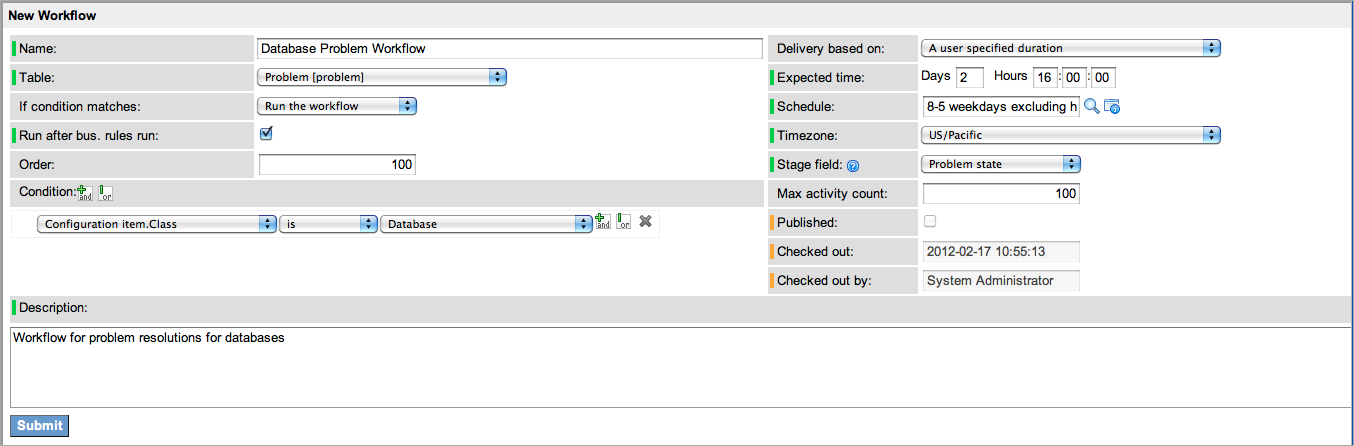 New Workflow
Name: Database Problem Workflow
Table: Problem [problem]
If condition matches: Run the workflow
Run after bus. rules run:
Order: 100
Condition: and or
Configuration item.Class is Database and or
Delivery based on: A user specified duration
Expected time: Days 2 Hours 16 : 00 : 00
Schedule: 8-5 weekdays excluding h
Timezone: US/Pacific
Stage field: Problem state
Max activity count: 100
Published:
Checked out: 2012-02-17 10:55:13
Checked out by: System Administrator
Description:
Workflow for problem resolutions for databases
Submit